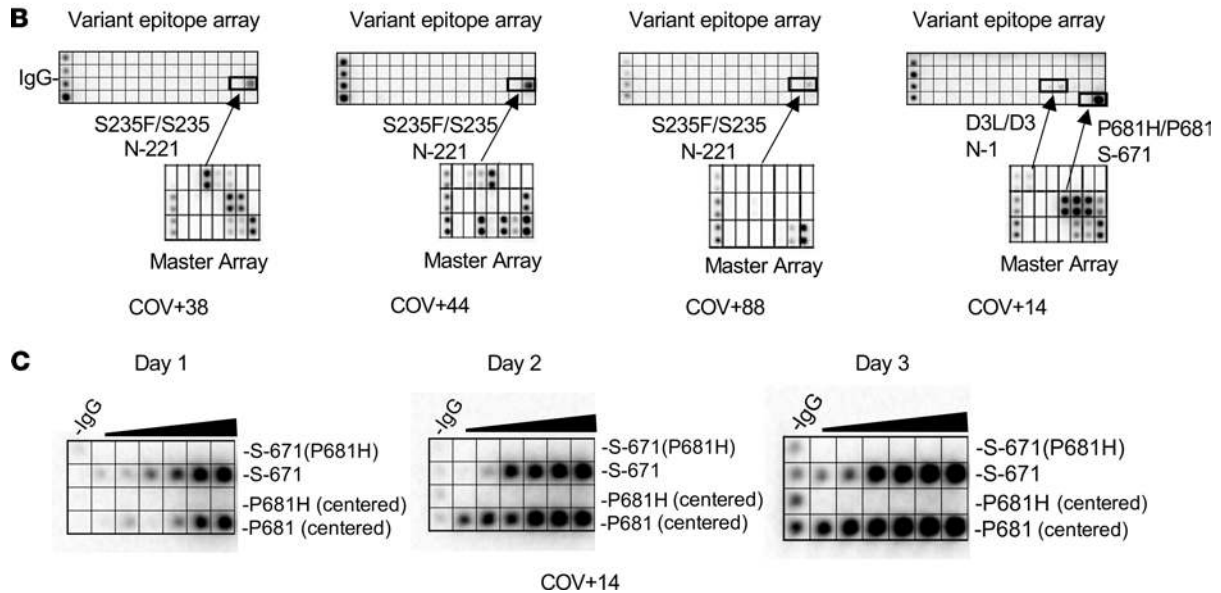 B
Variant epitope array
Variant epitope array
Variant epitope array
Variant epitope array
IgG-
S235F/S235
N-221
S235F/S235
N-221
S235F/S235
N-221
D3L/D3
N-1
P681H/P681
S-671
Master Array
Master Array
Master Array
Master Array
COV+38
COV+44
COV+88
COV+14
C
Day 1
Day 2
Day 3
-IgG
-S-671(P681H)
-S-671
-P681H (centered)
-P681 (centered)
-IgG
-S-671(P681H)
-S-671
-P681H (centered)
-P681 (centered)
-IgG
-S-671(P681H)
-S-671
-P681H (centered)
-P681 (centered)
COV+14